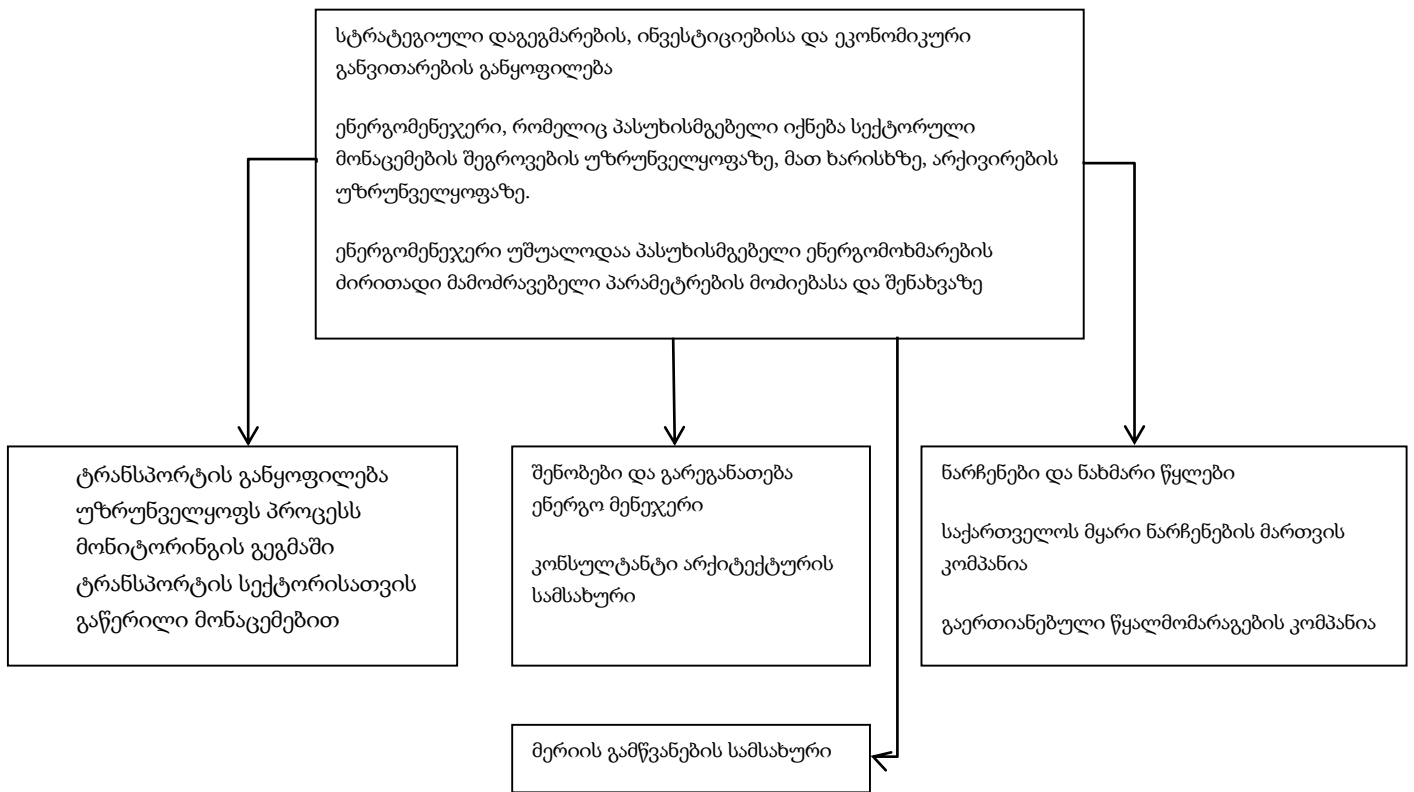 სტრატეგიული დაგეგმარების, ინვესტიციებისა და ეკონომიკური
განვითარების განყოფილება
ენერგომენეჯერი, რომელიც პასუხისმგებელი იქნება სექტორული
მონაცემების შეგროვების უზრუნველყოფაზე, მათ ხარისხზე, არქივირების
უზრუნველყოფაზე.
ენერგომენეჯერი უშუალოდაა პასუხისმგებელი ენერგომოხმარების
ძირითადი მამოძრავებელი პარამეტრების მოძიებასა და შენახვაზე
ტრანსპორტის განყოფილება
უზრუნველყოფს პროცესს
მონიტორინგის გეგმაში
ტრანსპორტის სექტორისათვის
გაწერილი მონაცემებით
შენობები და გარეგანათება
ენერგო მენეჯერი
კონსულტანტი არქიტექტურის
სამსახური
ნარჩენები და ნახმარი წყლები
საქართველოს მყარი ნარჩენების მართვის
კომპანია
გაერთიანებული წყალმომარაგების კომპანია
მერიის გამწვანების სამსახური